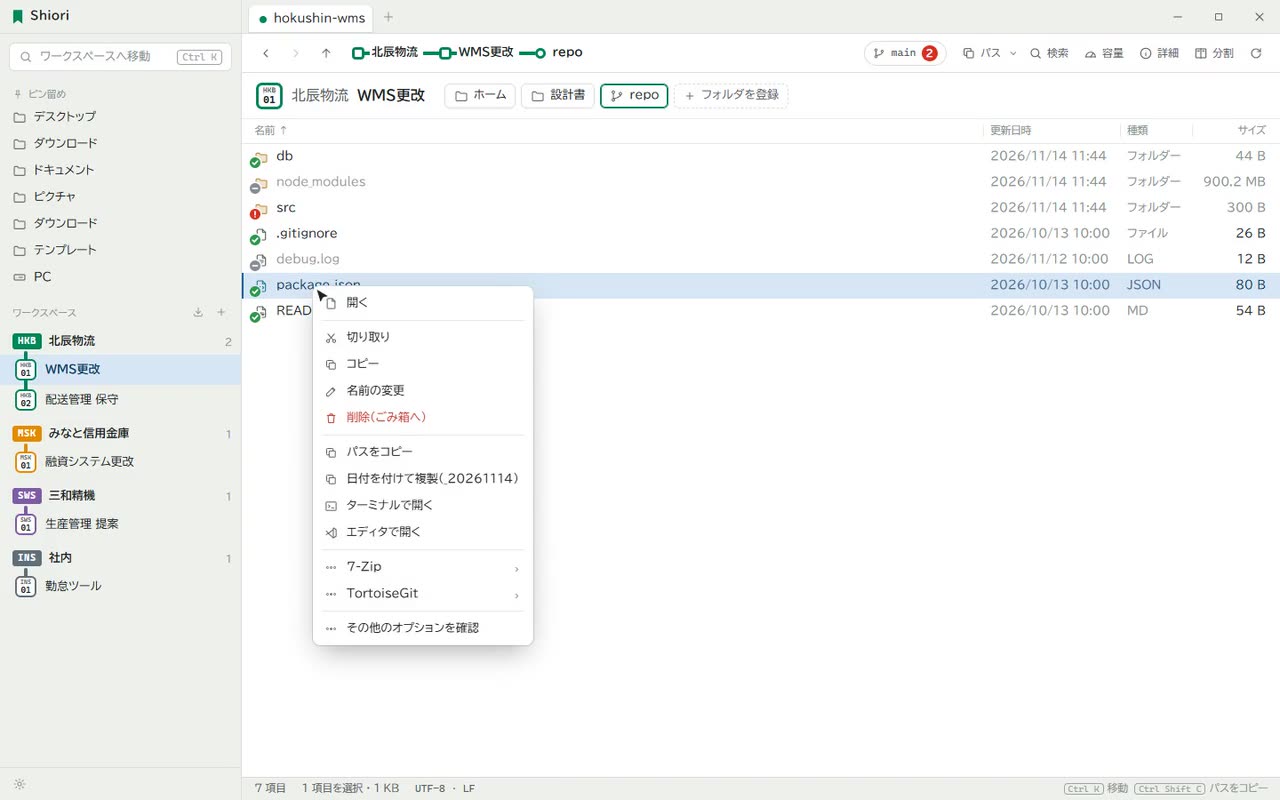 Shiori
hokushin-wms
ワークスペースへ移動 Ctrl K
北辰物流 WMS更改 repo
main 2 パス 検索 容量 詳細 分割
ピン留め
デスクトップ
ダウンロード
ドキュメント
ピクチャ
ダウンロード
テンプレート
PC
ワークスペース
HKB 北辰物流 2
HKB 01 WMS更改
HKB 02 配送管理 保守
MSK みなと信用金庫 1
MSK 01 融資システム更改
SWS 三和精機 1
SWS 01 生産管理 提案
INS 社内 1
INS 01 勤怠ツール
HKB 01 北辰物流 WMS更改 ホーム 設計書 repo + フォルダを登録
名前 ↑ 更新日時 種類 サイズ
db 2026/11/14 11:44 フォルダー 44 B
node_modules 2026/11/14 11:44 フォルダー 900.2 MB
src 2026/11/14 11:44 フォルダー 300 B
.gitignore 2026/10/13 10:00 ファイル 26 B
debug.log 2026/11/12 10:00 LOG 12 B
package.json 2026/10/13 10:00 JSON 80 B
READ 2026/10/13 10:00 MD 54 B
開く
切り取り
コピー
名前の変更
削除(ごみ箱へ)
パスをコピー
日付を付けて複製(_20261114)
ターミナルで開く
エディタで開く
7-Zip
TortoiseGit
その他のオプションを確認
7 項目 1 項目を選択・1 KB UTF-8 · LF Ctrl K 移動 Ctrl Shift C パスをコピー